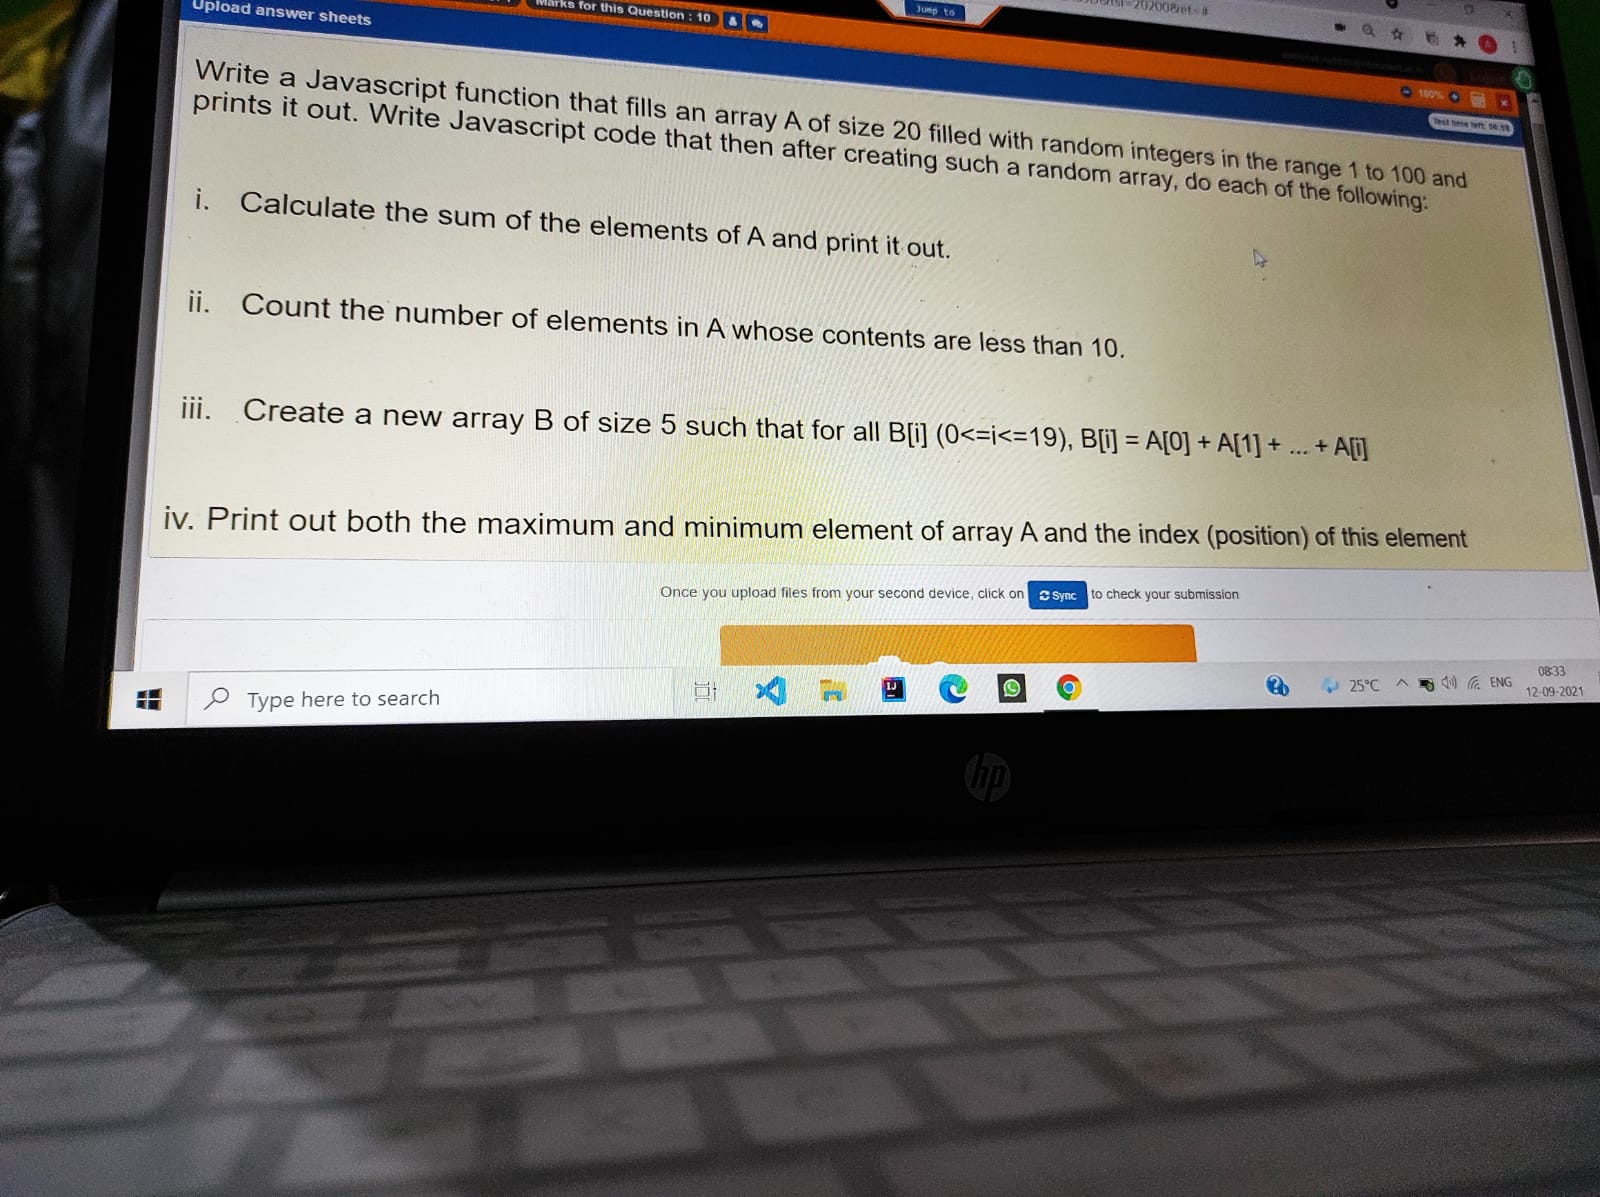 Upload answer sheets
Marks for this Question : 10
Jump to
180%
Test time left:
Write a Javascript function that fills an array A of size 20 filled with random integers in the range 1 to 100 and
prints it out. Write Javascript code that then after creating such a random array, do each of the following:
i. Calculate the sum of the elements of A and print it out.
ii. Count the number of elements in A whose contents are less than 10.
iii. Create a new array B of size 5 such that for all B[i] (0<=i<=19), B[i] = A[0] + A[1] + ... + A[i]
iv. Print out both the maximum and minimum element of array A and the index (position) of this element
Once you upload files from your second device, click on Sync to check your submission
Type here to search
25°C
ENG
08:33
12-09-2021
hp